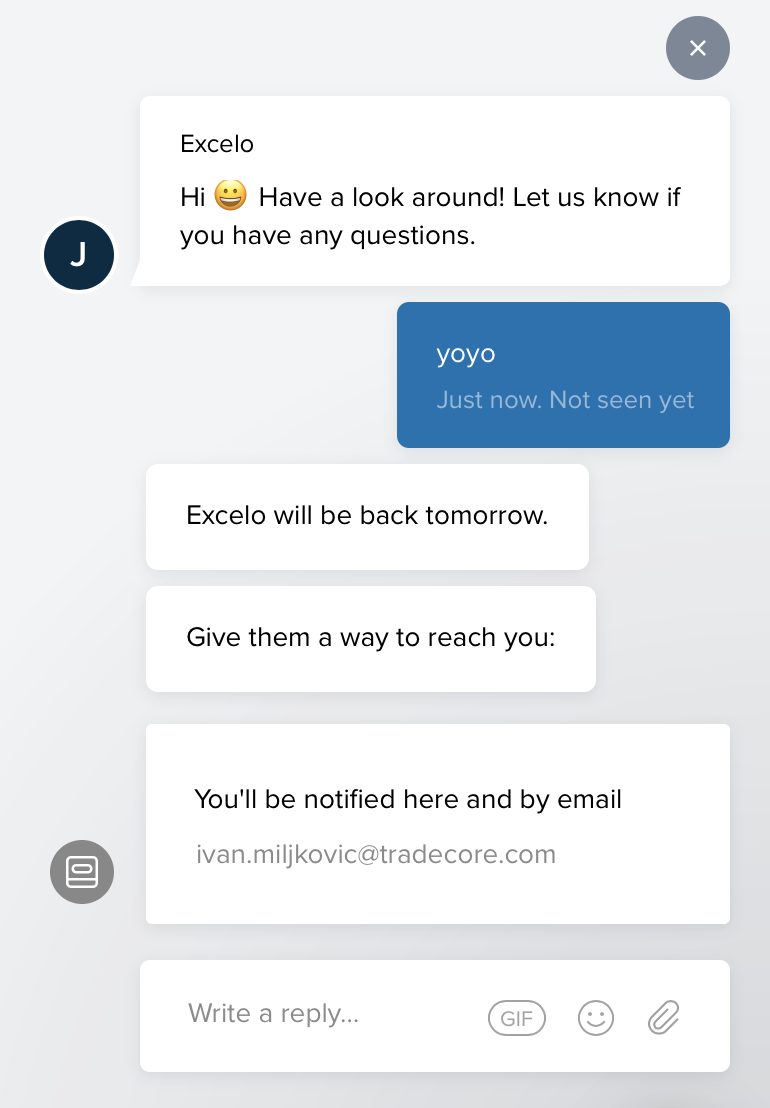 Excelo
Hi 😀 Have a look around! Let us know if
you have any questions.
J
yoyo
Just now. Not seen yet
Excelo will be back tomorrow.
Give them a way to reach you:
You'll be notified here and by email
ivan.miljkovic@tradecore.com
Write a reply...
GIF